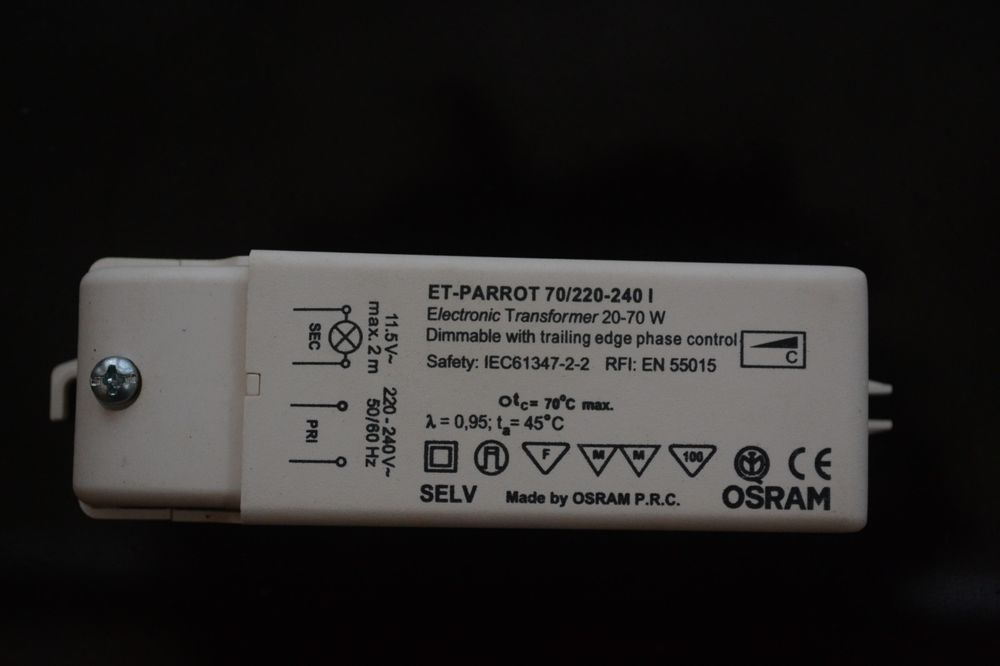 ET-PARROT 70/220-240 I
Electronic Transformer 20-70 W
Dimmable with trailing edge phase control
C
Safety: IEC61347-2-2 RFI: EN 55015
tc= 70°C max.
λ = 0,95; ta= 45°C
F M M 100 CE
SELV Made by OSRAM P.R.C. OSRAM
SEC
11.5 V~
max. 2 m
PRI
220 - 240 V~
50/60 Hz